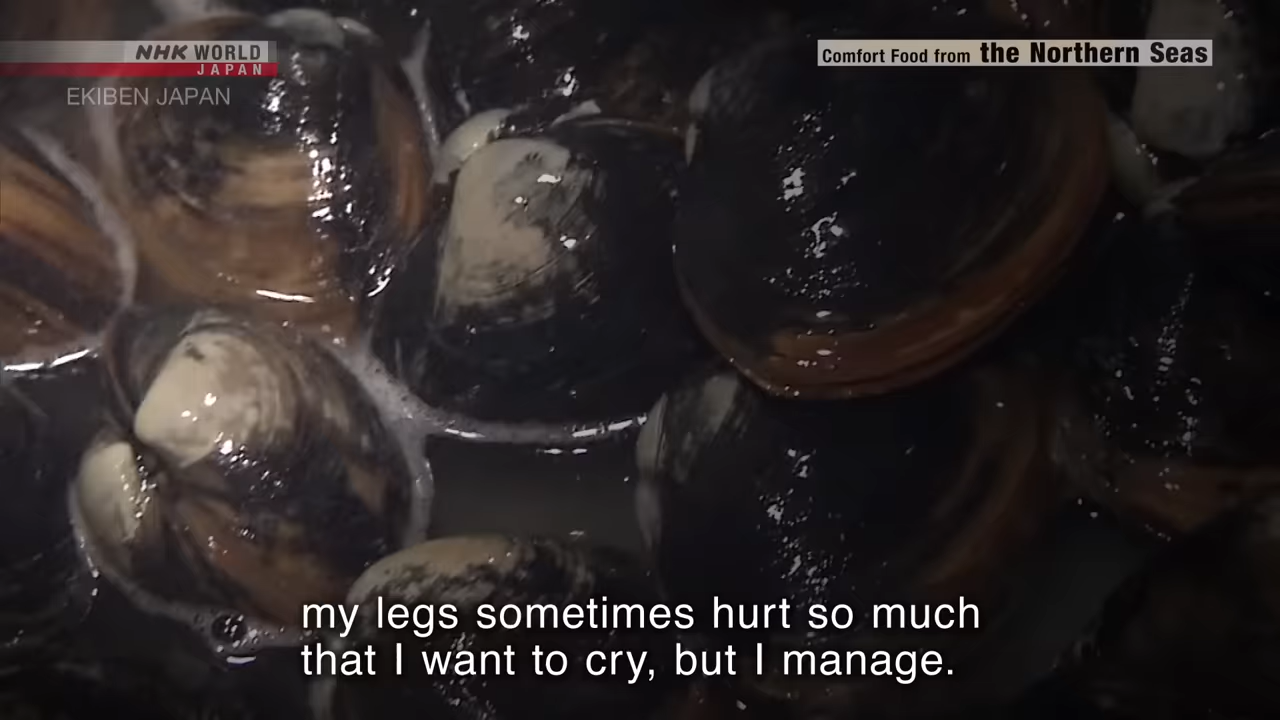 NHK WORLD
JAPAN
EKIBEN JAPAN
Comfort Food from the Northern Seas
my legs sometimes hurt so much
that I want to cry, but I manage.